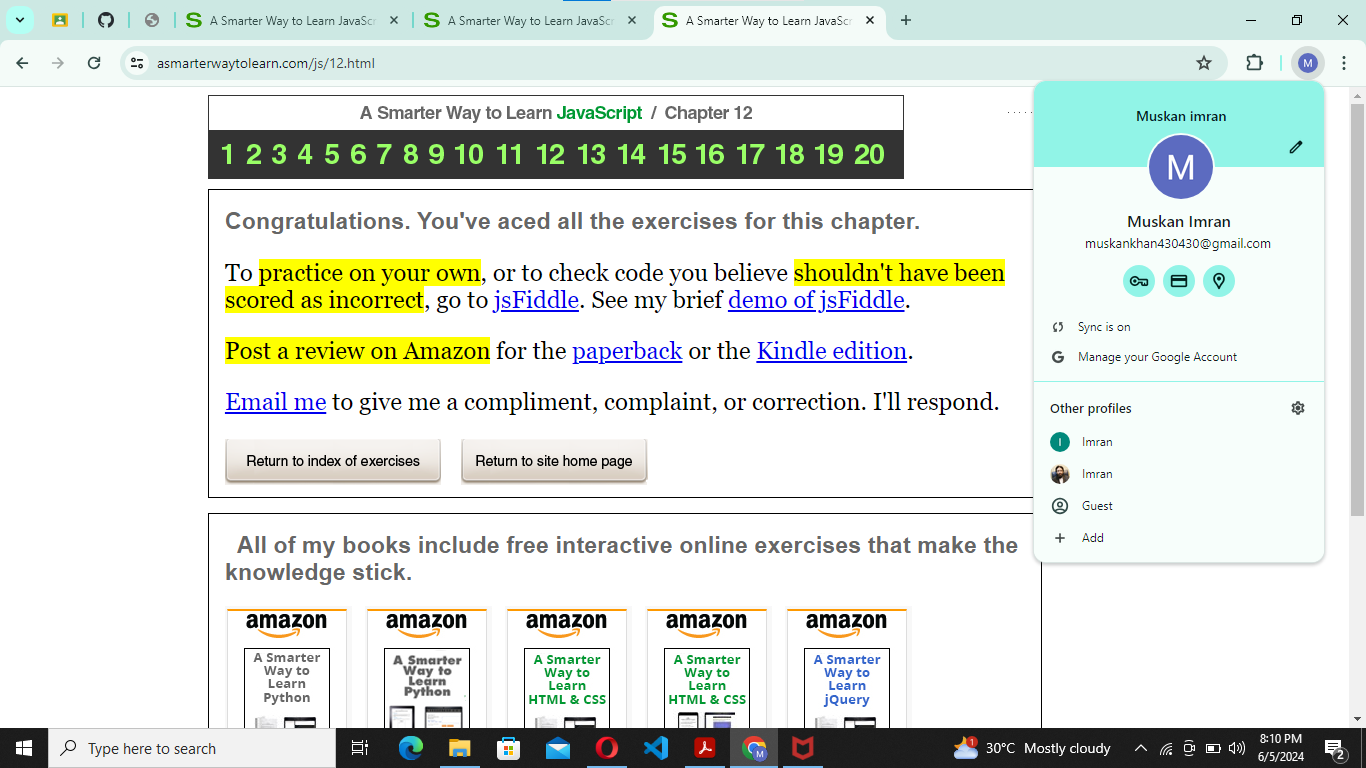 A Smarter Way to Learn JavaSc
A Smarter Way to Learn JavaSc
A Smarter Way to Learn JavaSc
asmarterwaytolearn.com/js/12.html
M
A Smarter Way to Learn JavaScript / Chapter 12
1 2 3 4 5 6 7 8 9 10 11 12 13 14 15 16 17 18 19 20
Congratulations. You've aced all the exercises for this chapter.
To practice on your own, or to check code you believe shouldn't have been
scored as incorrect, go to jsFiddle. See my brief demo of jsFiddle.
Post a review on Amazon for the paperback or the Kindle edition.
Email me to give me a compliment, complaint, or correction. I'll respond.
Return to index of exercises
Return to site home page
All of my books include free interactive online exercises that make the
knowledge stick.
amazon
A Smarter
Way to
Learn
Python
amazon
A Smarter
Way to
Learn
Python
amazon
A Smarter
Way to
Learn
HTML & CSS
amazon
A Smarter
Way to
Learn
HTML & CSS
amazon
A Smarter
Way to
Learn
jQuery
Muskan imran
M
Muskan Imran
muskankhan430430@gmail.com
Sync is on
Manage your Google Account
Other profiles
I
Imran
Imran
Guest
Add
Type here to search
M
1
30°C Mostly cloudy
8:10 PM
6/5/2024
2